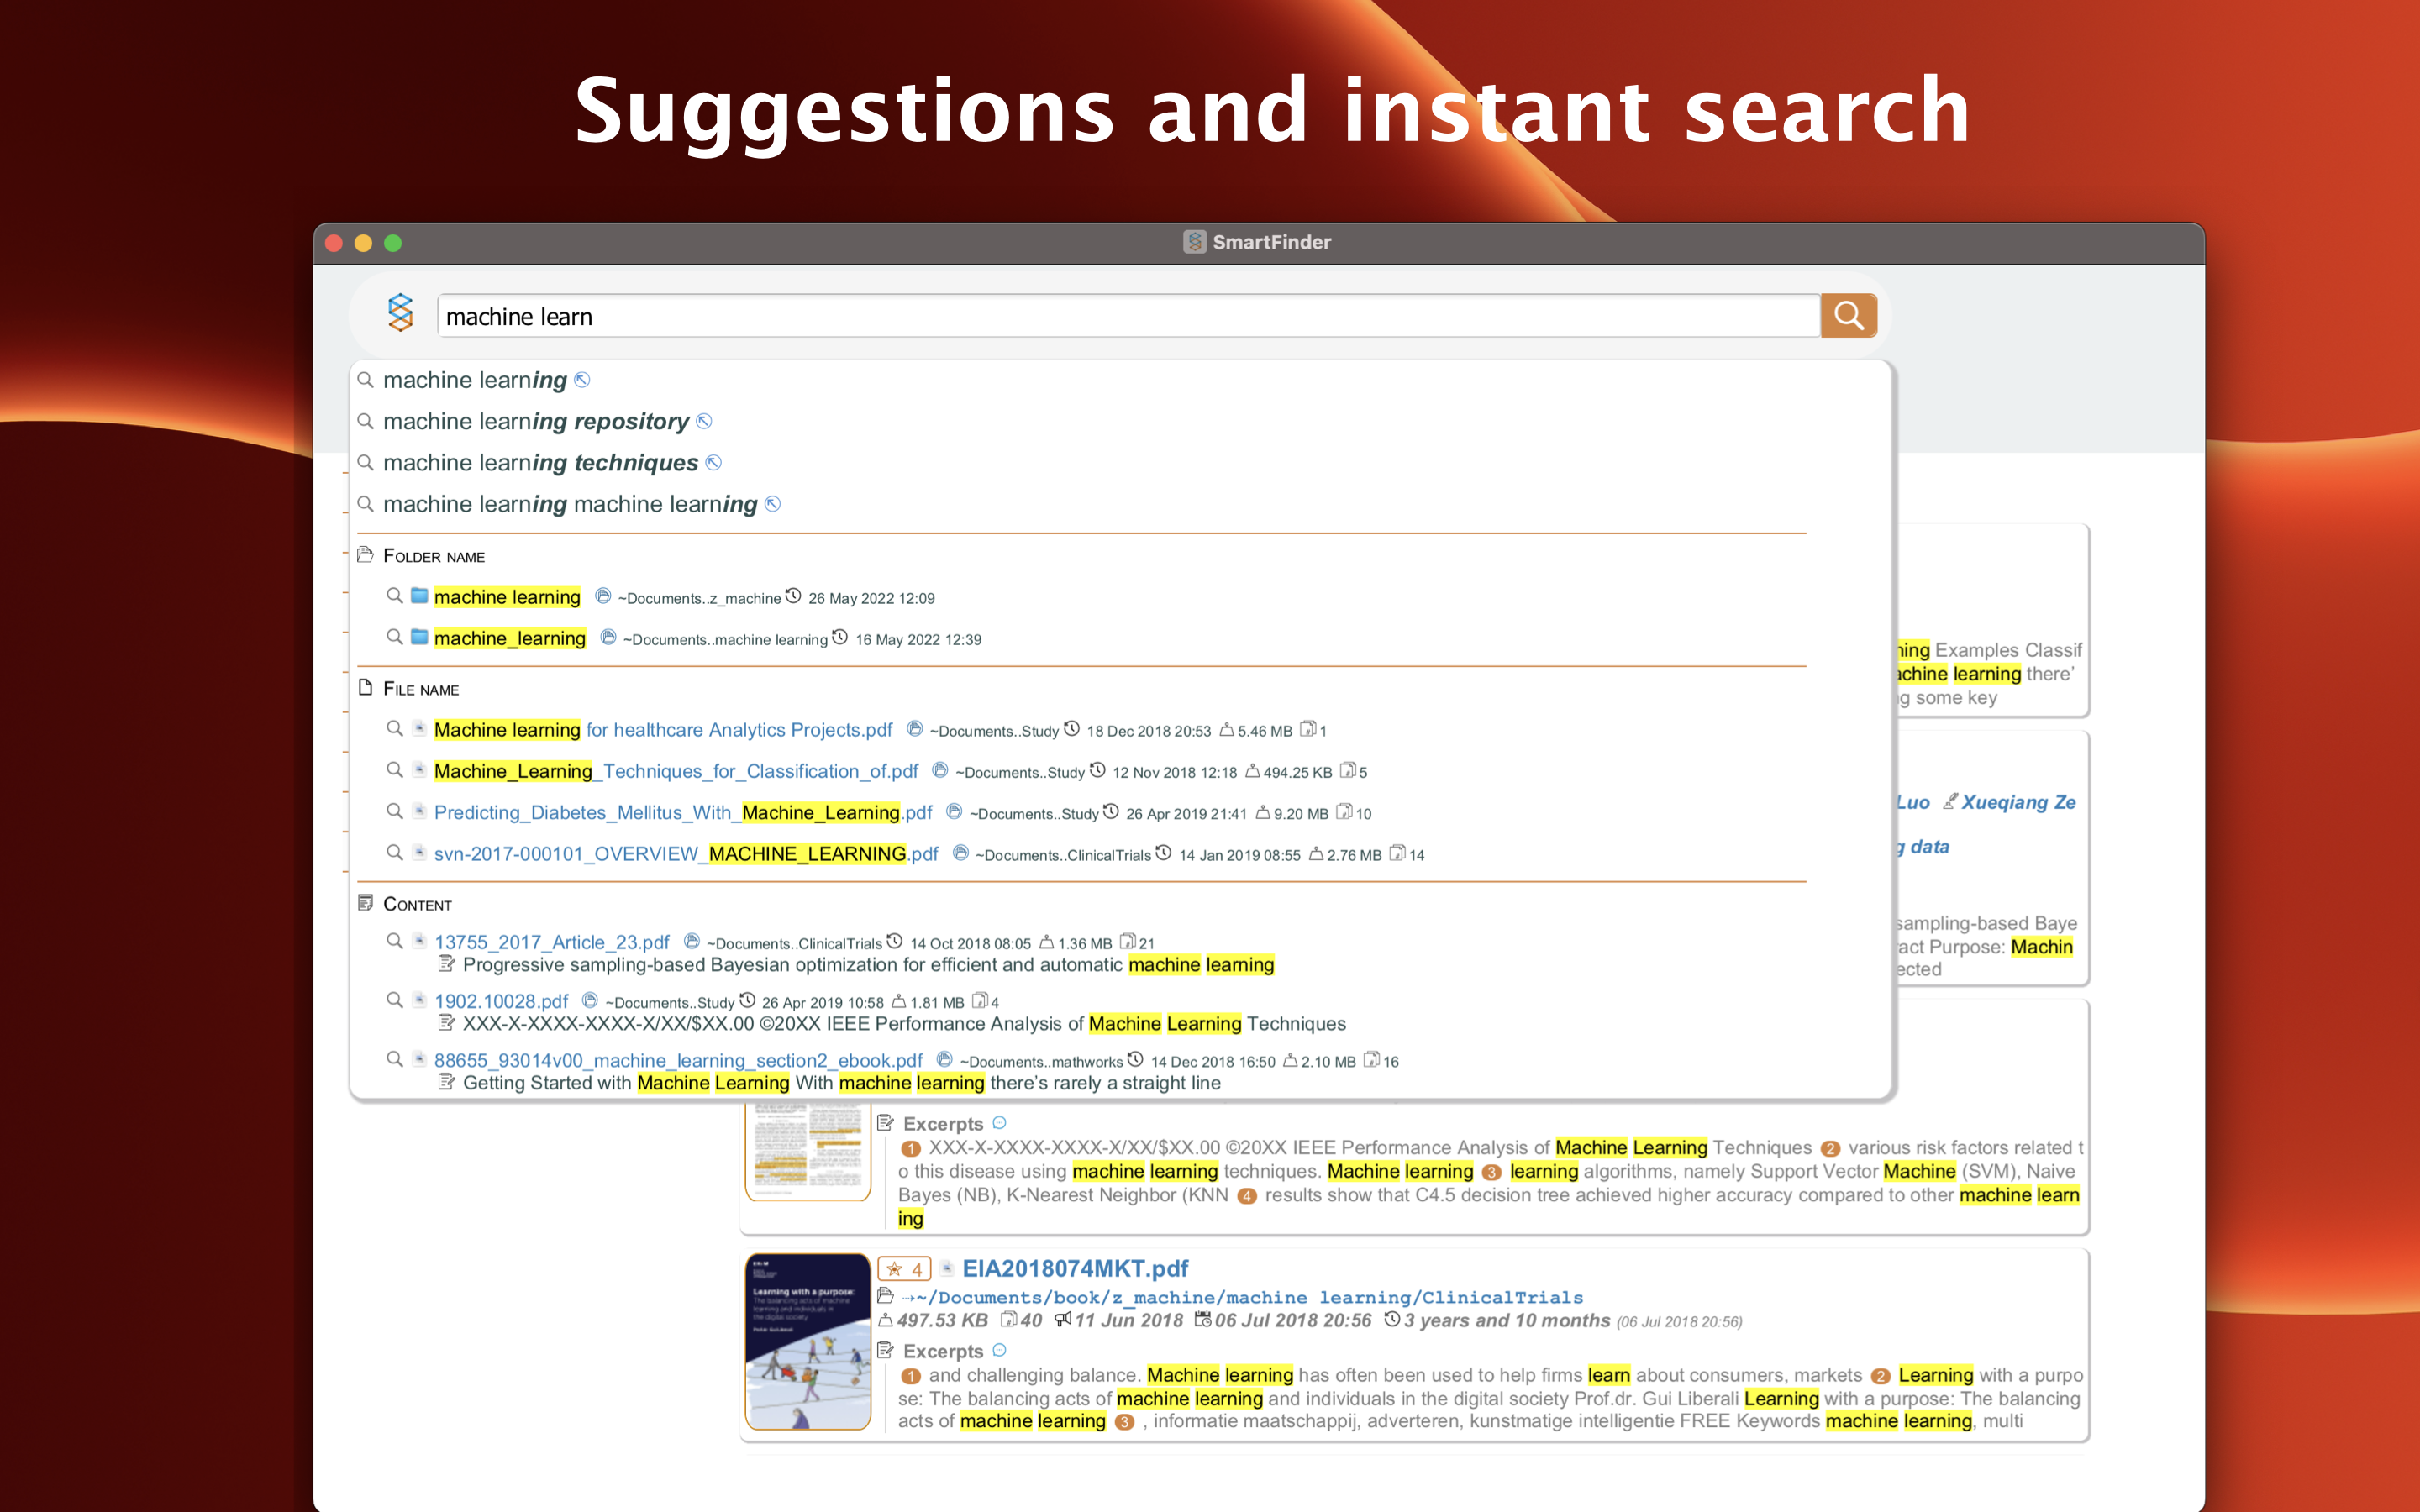 Suggestions and instant search
SmartFinder
machine learn
machine learning
machine learning repository
machine learning techniques
machine learning machine learning
FOLDER NAME
machine learning ~Documents..z_machine 26 May 2022 12:09
machine_learning ~Documents..machine learning 16 May 2022 12:39
FILE NAME
Machine learning for healthcare Analytics Projects.pdf ~Documents..Study 18 Dec 2018 20:53 5.46 MB 1
Machine_Learning_Techniques_for_Classification_of.pdf ~Documents..Study 12 Nov 2018 12:18 494.25 KB 5
Predicting_Diabetes_Mellitus_With_Machine_Learning.pdf ~Documents..Study 26 Apr 2019 21:41 9.20 MB 10
svn-2017-000101_OVERVIEW_MACHINE_LEARNING.pdf ~Documents..ClinicalTrials 14 Jan 2019 08:55 2.76 MB 14
CONTENT
13755_2017_Article_23.pdf ~Documents..ClinicalTrials 14 Oct 2018 08:05 1.36 MB 21
Progressive sampling-based Bayesian optimization for efficient and automatic machine learning
1902.10028.pdf ~Documents..Study 26 Apr 2019 10:58 1.81 MB 4
XXX-X-XXXX-XXXX-X/XX/$XX.00 ©20XX IEEE Performance Analysis of Machine Learning Techniques
88655_93014v00_machine_learning_section2_ebook.pdf ~Documents..mathworks 14 Dec 2018 16:50 2.10 MB 16
Getting Started with Machine Learning With machine learning there's rarely a straight line
ning Examples Classif
achine learning there'
g some key
Luo Xueqiang Ze
g data
sampling-based Baye
ract Purpose: Machin
ected
Excerpts
1 XXX-X-XXXX-XXXX-X/XX/$XX.00 ©20XX IEEE Performance Analysis of Machine Learning Techniques 2 various risk factors related t
o this disease using machine learning techniques. Machine learning 3 learning algorithms, namely Support Vector Machine (SVM), Naive
Bayes (NB), K-Nearest Neighbor (KNN 4 results show that C4.5 decision tree achieved higher accuracy compared to other machine learn
ing
Learning with a purpose:
The balancing acts of machine
learning and individuals in
the digital society
4 EIA2018074MKT.pdf
~/Documents/book/z_machine/machine learning/ClinicalTrials
497.53 KB 40 11 Jun 2018 06 Jul 2018 20:56 3 years and 10 months (06 Jul 2018 20:56)
Excerpts
1 and challenging balance. Machine learning has often been used to help firms learn about consumers, markets 2 Learning with a purpo
se: The balancing acts of machine learning and individuals in the digital society Prof.dr. Gui Liberali Learning with a purpose: The balancing
acts of machine learning 3 , informatie maatschappij, adverteren, kunstmatige intelligentie FREE Keywords machine learning, multi